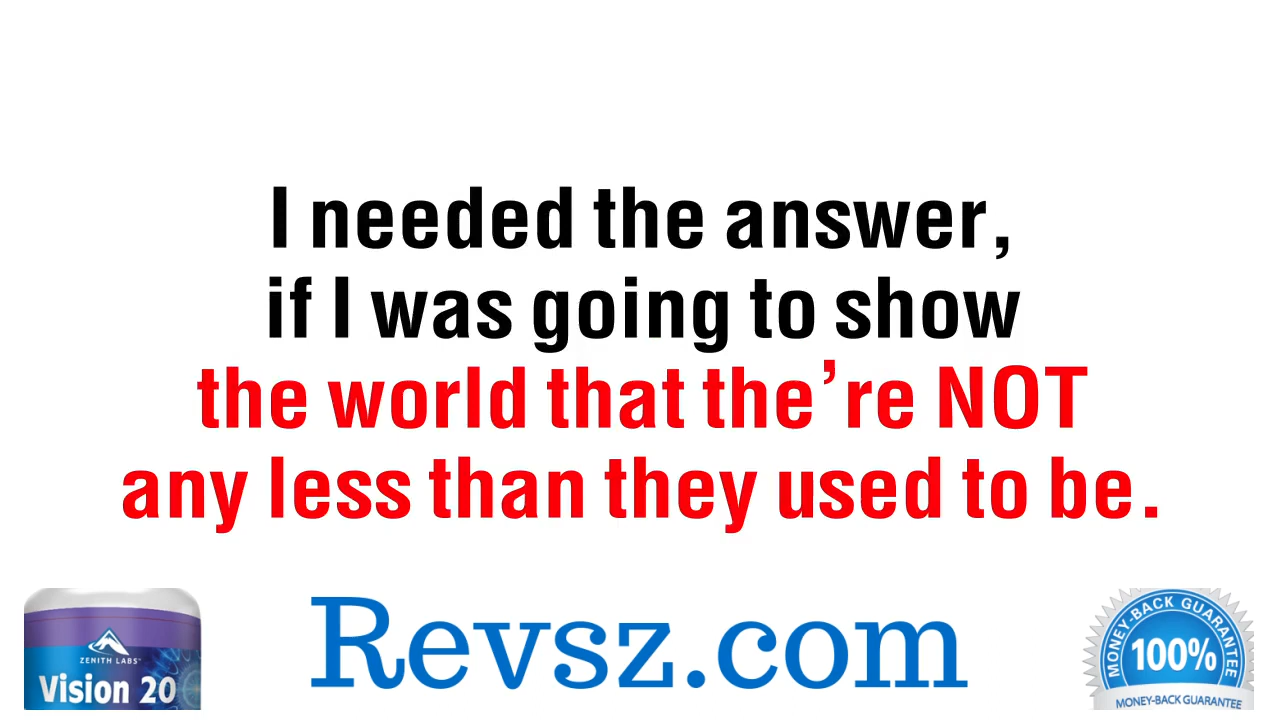 I needed the answer,
if I was going to show
the world that the’re NOT
any less than they used to be.
ZENITH LABS™
Vision 20
Revsz.com
MONEY-BACK GUARANTEE
100%
MONEY-BACK GUARANTEE